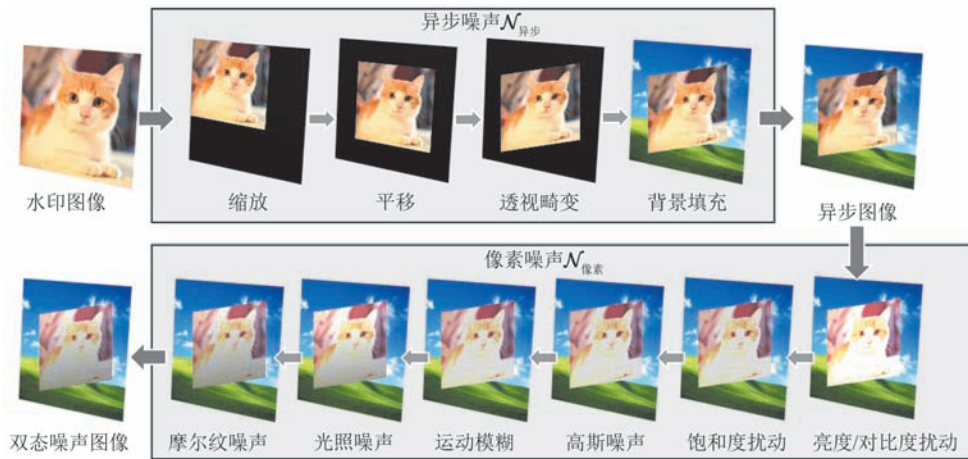 异步噪声𝒩异步
水印图像
缩放
平移
透视畸变
背景填充
异步图像
像素噪声𝒩像素
双态噪声图像
摩尔纹噪声
光照噪声
运动模糊
高斯噪声
饱和度扰动
亮度/对比度扰动